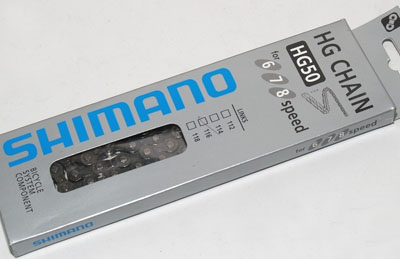 SHIMANO
BICYCLE
SYSTEM
COMPONENT
LINKS
112
114
116
118
HG CHAIN
HG50
for 6 7 8 speed
SHIMANO
for 6/7/8/speed